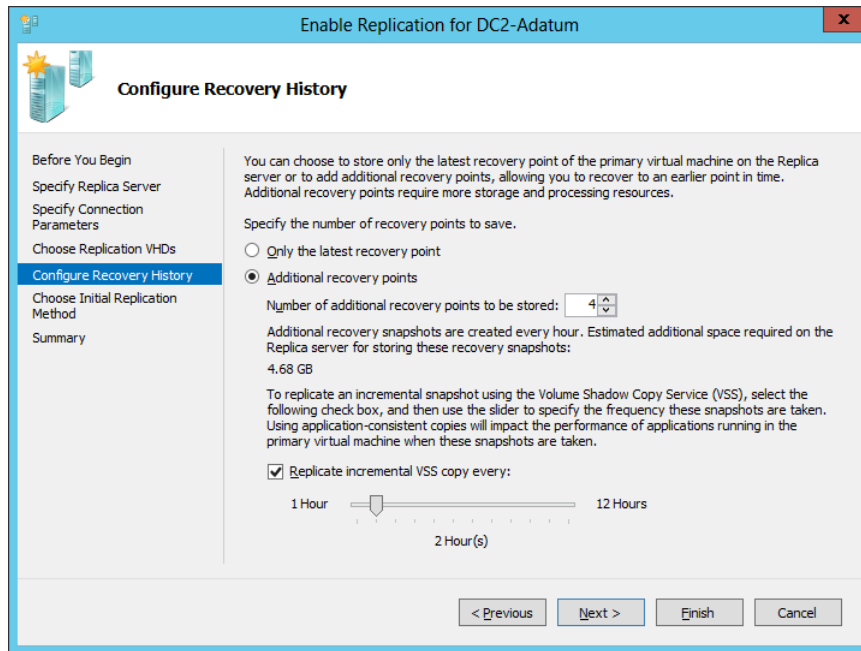 Enable Replication for DC2-Adatum
x
Configure Recovery History
Before You Begin
Specify Replica Server
Specify Connection
Parameters
Choose Replication VHDs
Configure Recovery History
Choose Initial Replication
Method
Summary
You can choose to store only the latest recovery point of the primary virtual machine on the Replica
server or to add additional recovery points, allowing you to recover to an earlier point in time.
Additional recovery points require more storage and processing resources.
Specify the number of recovery points to save.
Only the latest recovery point
Additional recovery points
Number of additional recovery points to be stored: 4
Additional recovery snapshots are created every hour. Estimated additional space required on the
Replica server for storing these recovery snapshots:
4.68 GB
To replicate an incremental snapshot using the Volume Shadow Copy Service (VSS), select the
following check box, and then use the slider to specify the frequency these snapshots are taken.
Using application-consistent copies will impact the performance of applications running in the
primary virtual machine when these snapshots are taken.
Replicate incremental VSS copy every:
1 Hour 12 Hours
2 Hour(s)
< Previous Next > Finish Cancel